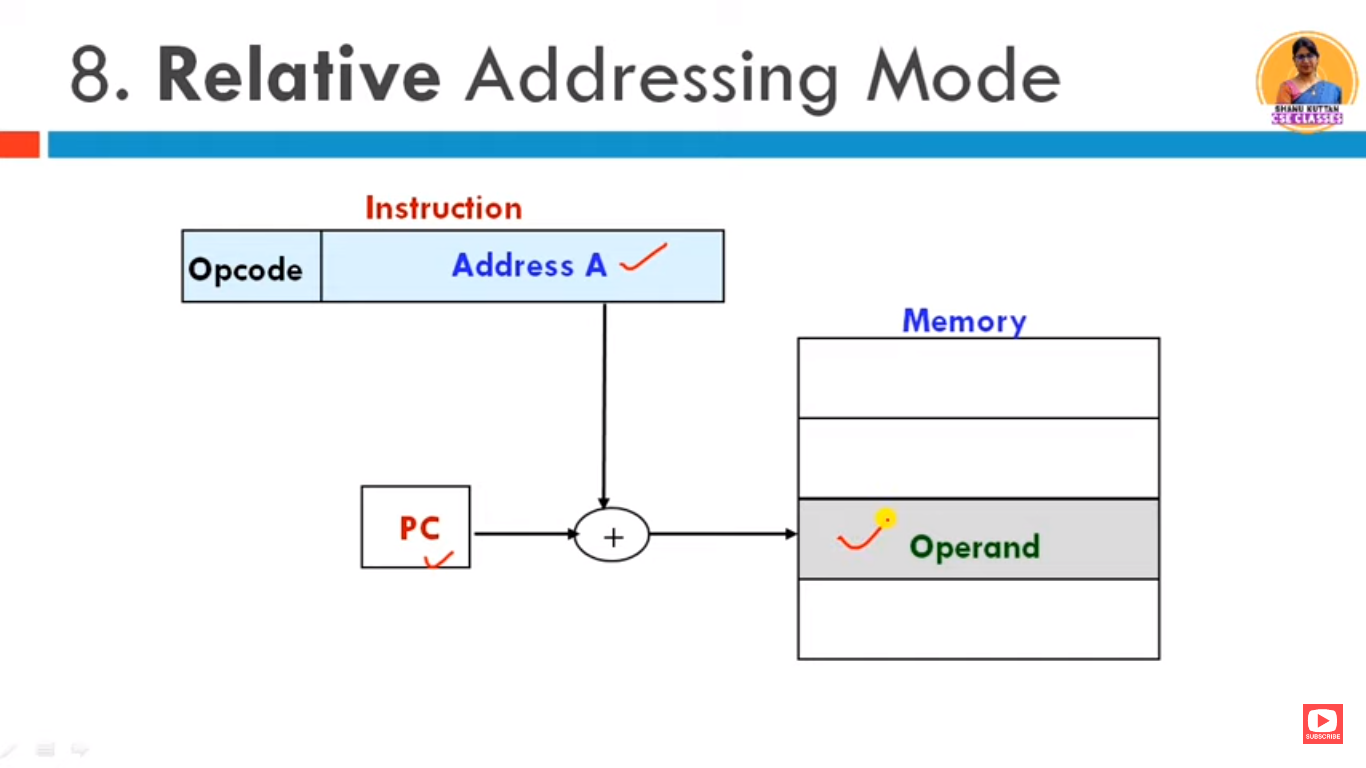 8. Relative Addressing Mode
SHANU KUTTAN
CSE CLASSES
Instruction
Opcode
Address A
Memory
PC
+
Operand
SUBSCRIBE